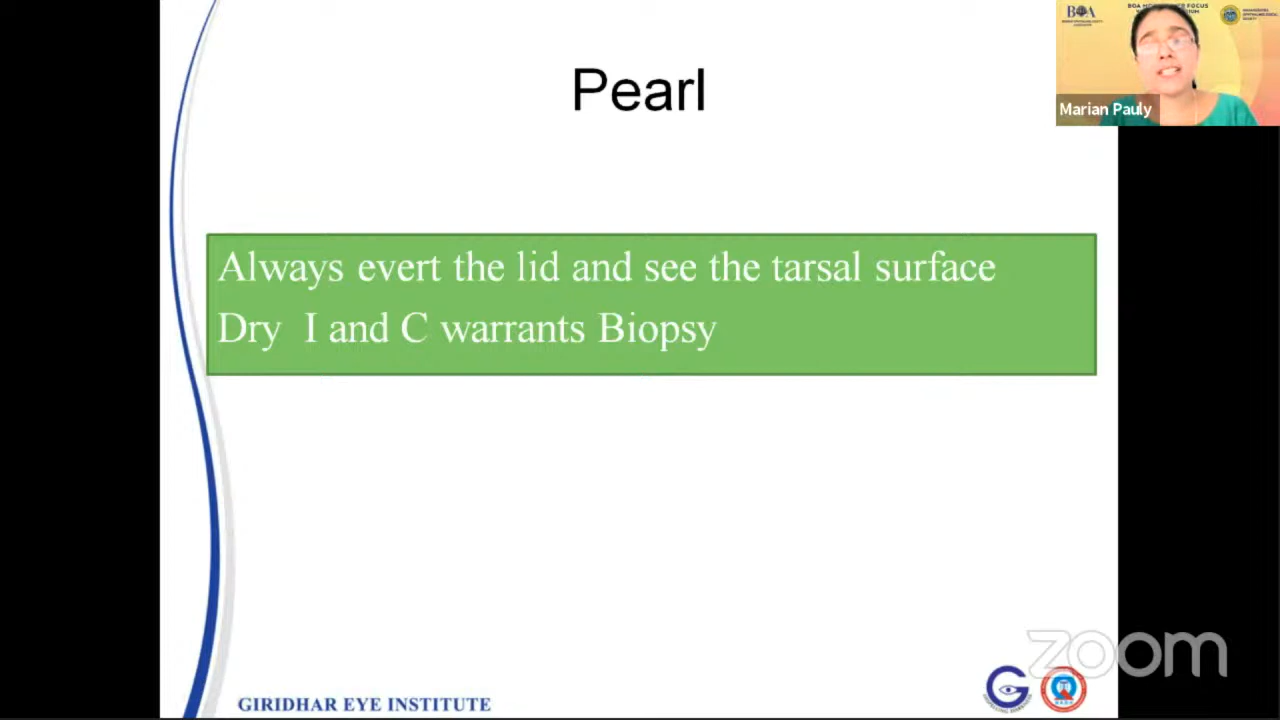 Pearl
Always evert the lid and see the tarsal surface
Dry I and C warrants Biopsy
Marian Pauly
GIRIDHAR EYE INSTITUTE
zoom
BOA